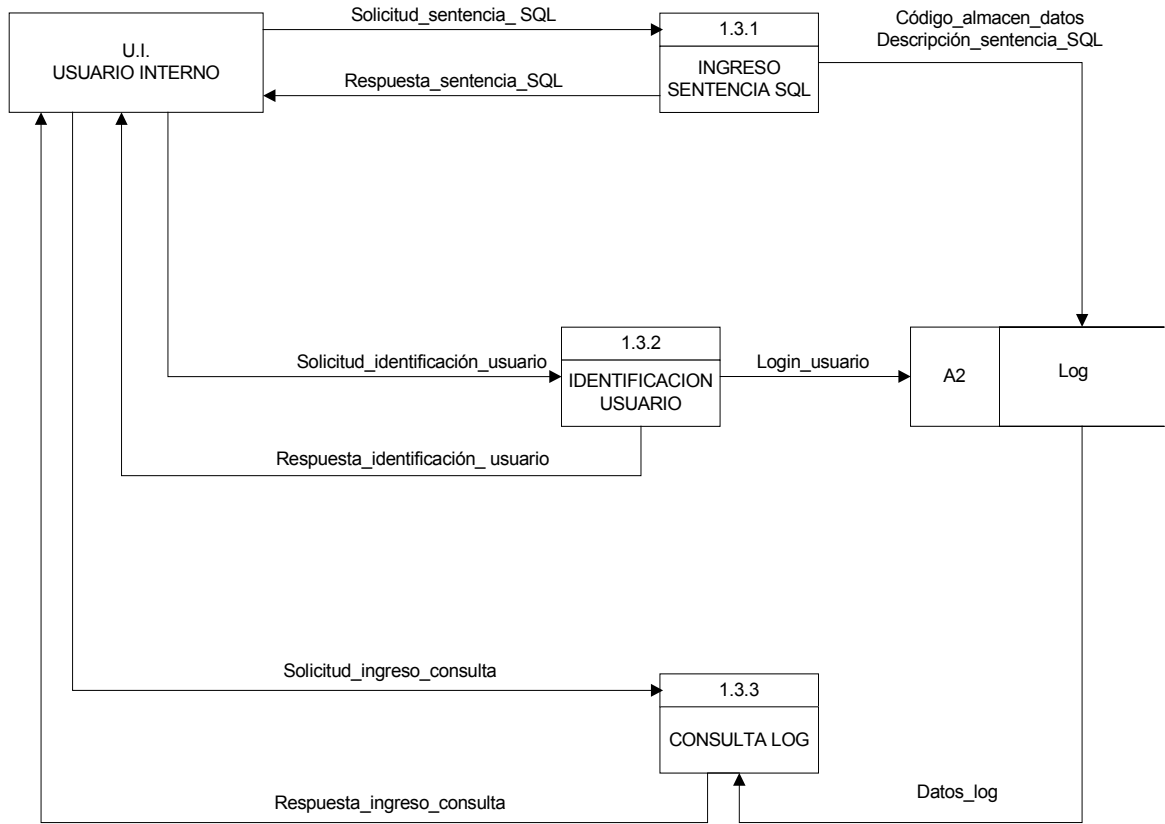 U.I.
USUARIO INTERNO
Solicitud_sentencia_ SQL
Respuesta_sentencia_SQL
1.3.1
INGRESO
SENTENCIA SQL
Código_almacen_datos
Descripción_sentencia_SQL
Solicitud_identificación_usuario
1.3.2
IDENTIFICACION
USUARIO
Login_usuario
A2
Log
Respuesta_identificación_ usuario
Solicitud_ingreso_consulta
1.3.3
CONSULTA LOG
Respuesta_ingreso_consulta
Datos_log